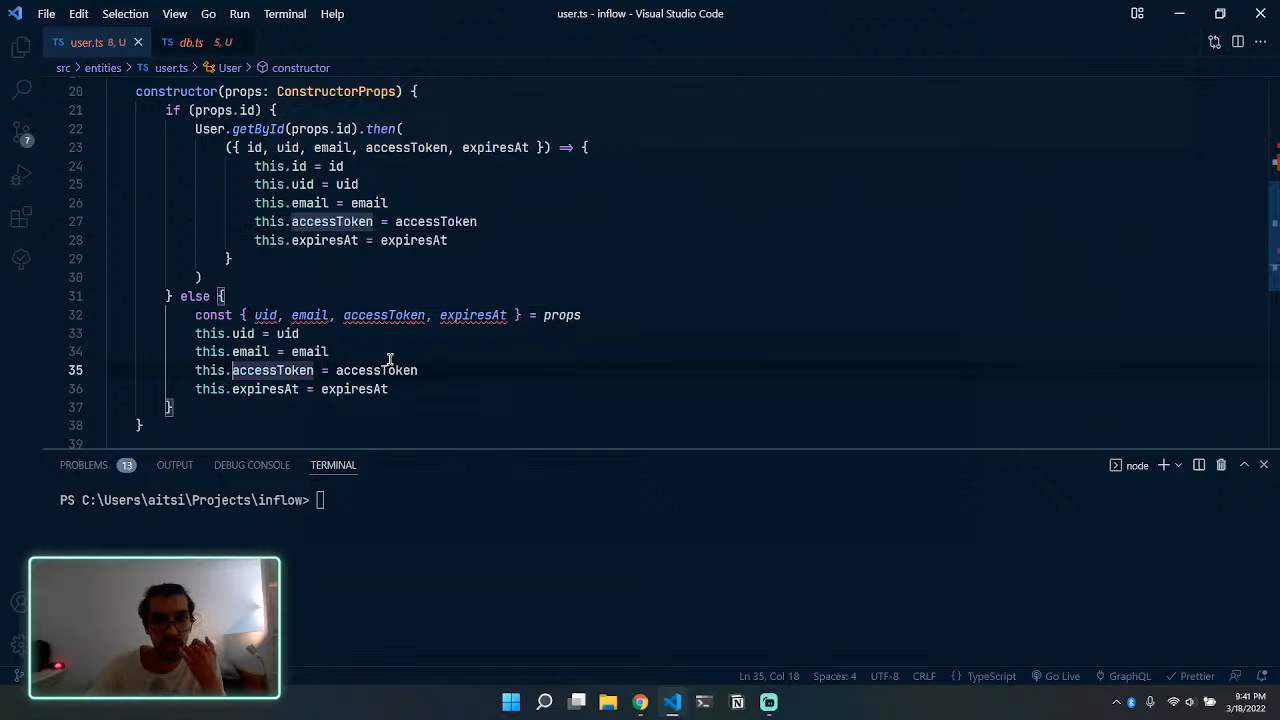 File Edit Selection View Go Run Terminal Help
user.ts - inflow - Visual Studio Code
TS user.ts 8, U
TS db.ts 5, U
src > entities > TS user.ts > User > constructor
20 constructor(props: ConstructorProps) {
21 if (props.id) {
22 User.getById(props.id).then(
23 ({ id, uid, email, accessToken, expiresAt }) => {
24 this.id = id
25 this.uid = uid
26 this.email = email
27 this.accessToken = accessToken
28 this.expiresAt = expiresAt
29 }
30 )
31 } else {
32 const { uid, email, accessToken, expiresAt } = props
33 this.uid = uid
34 this.email = email
35 this.accessToken = accessToken
36 this.expiresAt = expiresAt
37 }
38 }
39
7
PROBLEMS 13 OUTPUT DEBUG CONSOLE TERMINAL
node
PS C:\Users\aitsi\Projects\inflow>
Ln 35, Col 18 Spaces: 4 UTF-8 CRLF {} TypeScript Go Live GraphQL Prettier
9:41 PM
3/18/2022